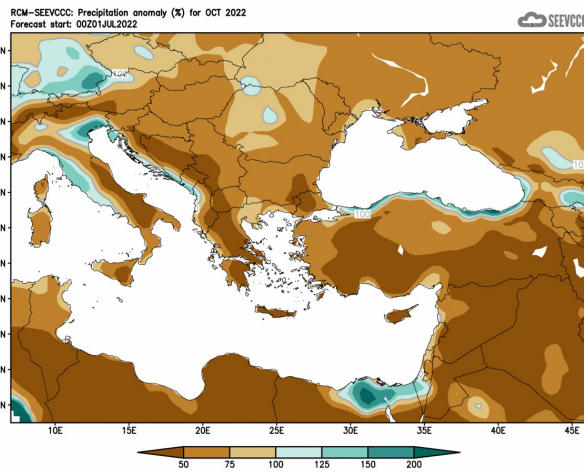 RCM-SEEVCCC: Precipitation anomaly (%) for OCT 2022
Forecast start: 00Z01JUL2022
SEEVCCC
N
100
N
N
N
10
N
100
N
N
N
N
N
N
10E 15E 20E 25E 30E 35E 40E 45E
50 75 100 125 150 200